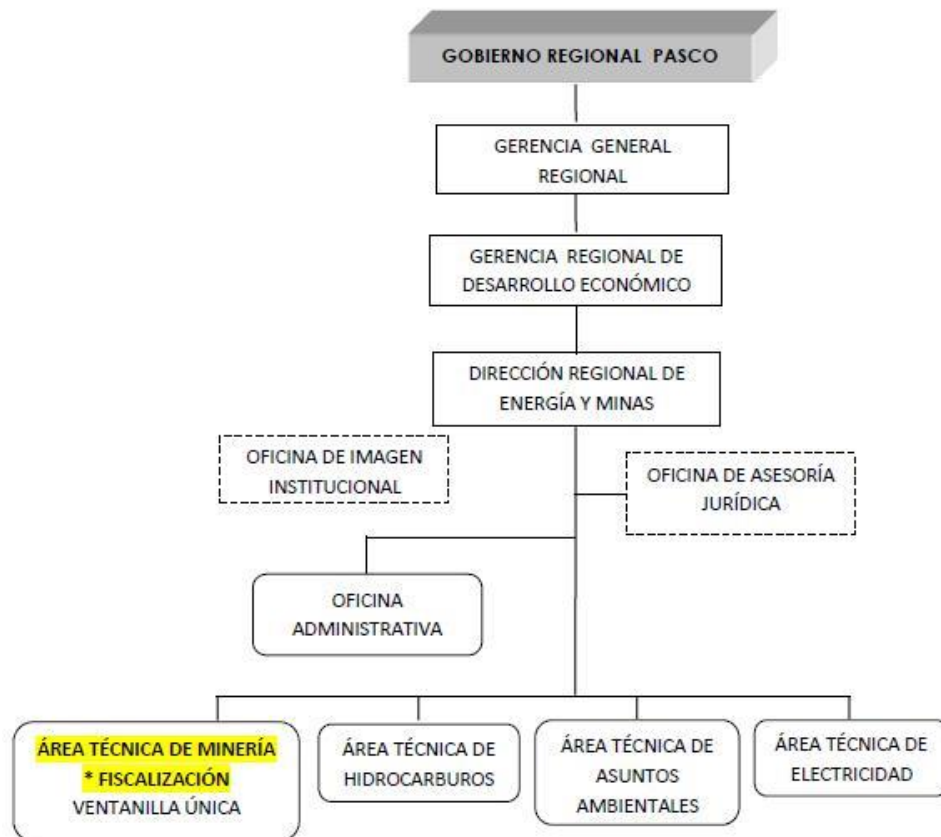 GOBIERNO REGIONAL PASCO
GERENCIA GENERAL
REGIONAL
GERENCIA REGIONAL DE
DESARROLLO ECONÓMICO
DIRECCIÓN REGIONAL DE
ENERGÍA Y MINAS
OFICINA DE IMAGEN
INSTITUCIONAL
OFICINA DE ASESORÍA
JURÍDICA
OFICINA
ADMINISTRATIVA
ÁREA TÉCNICA DE MINERÍA
* FISCALIZACIÓN
VENTANILLA ÚNICA
ÁREA TÉCNICA DE
HIDROCARBUROS
ÁREA TÉCNICA DE
ASUNTOS
AMBIENTALES
ÁREA TÉCNICA DE
ELECTRICIDAD